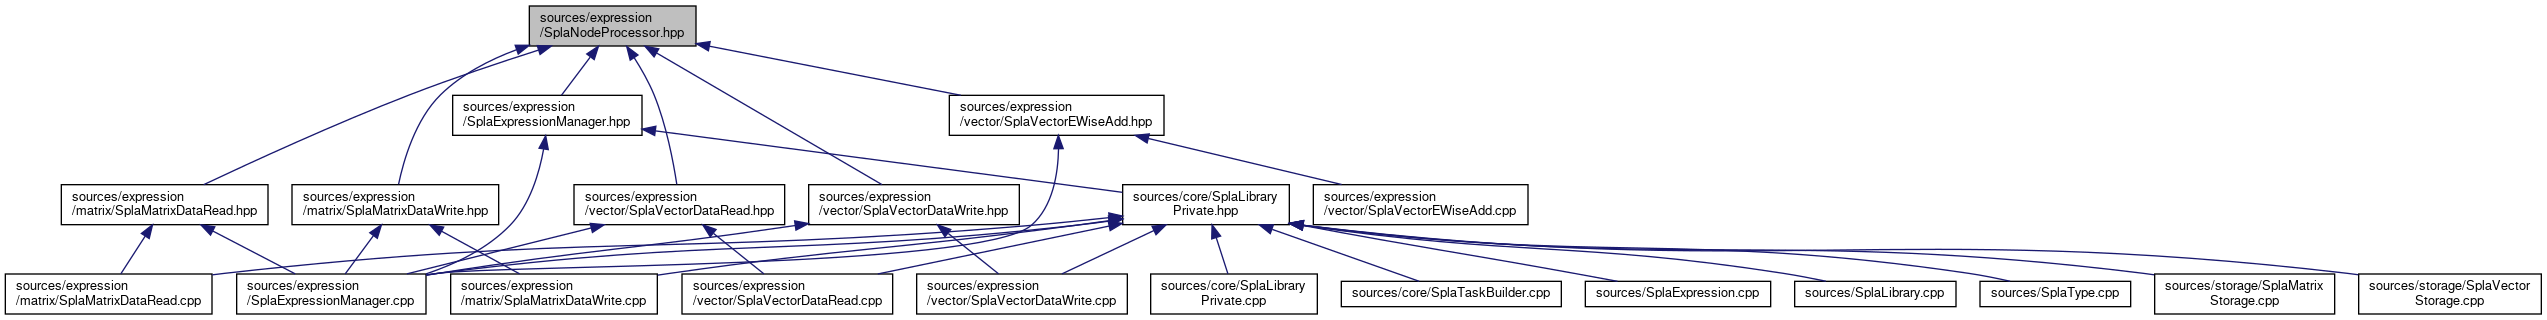 sources/expression
/SplaNodeProcessor.hpp
sources/expression
/SplaExpressionManager.hpp
sources/expression
/vector/SplaVectorEWiseAdd.hpp
sources/expression
/matrix/SplaMatrixDataRead.hpp
sources/expression
/matrix/SplaMatrixDataWrite.hpp
sources/expression
/vector/SplaVectorDataRead.hpp
sources/expression
/vector/SplaVectorDataWrite.hpp
sources/core/SplaLibrary
Private.hpp
sources/expression
/vector/SplaVectorEWiseAdd.cpp
sources/expression
/matrix/SplaMatrixDataRead.cpp
sources/expression
/SplaExpressionManager.cpp
sources/expression
/matrix/SplaMatrixDataWrite.cpp
sources/expression
/vector/SplaVectorDataRead.cpp
sources/expression
/vector/SplaVectorDataWrite.cpp
sources/core/SplaLibrary
Private.cpp
sources/core/SplaTaskBuilder.cpp
sources/SplaExpression.cpp
sources/SplaLibrary.cpp
sources/SplaType.cpp
sources/storage/SplaMatrix
Storage.cpp
sources/storage/SplaVector
Storage.cpp